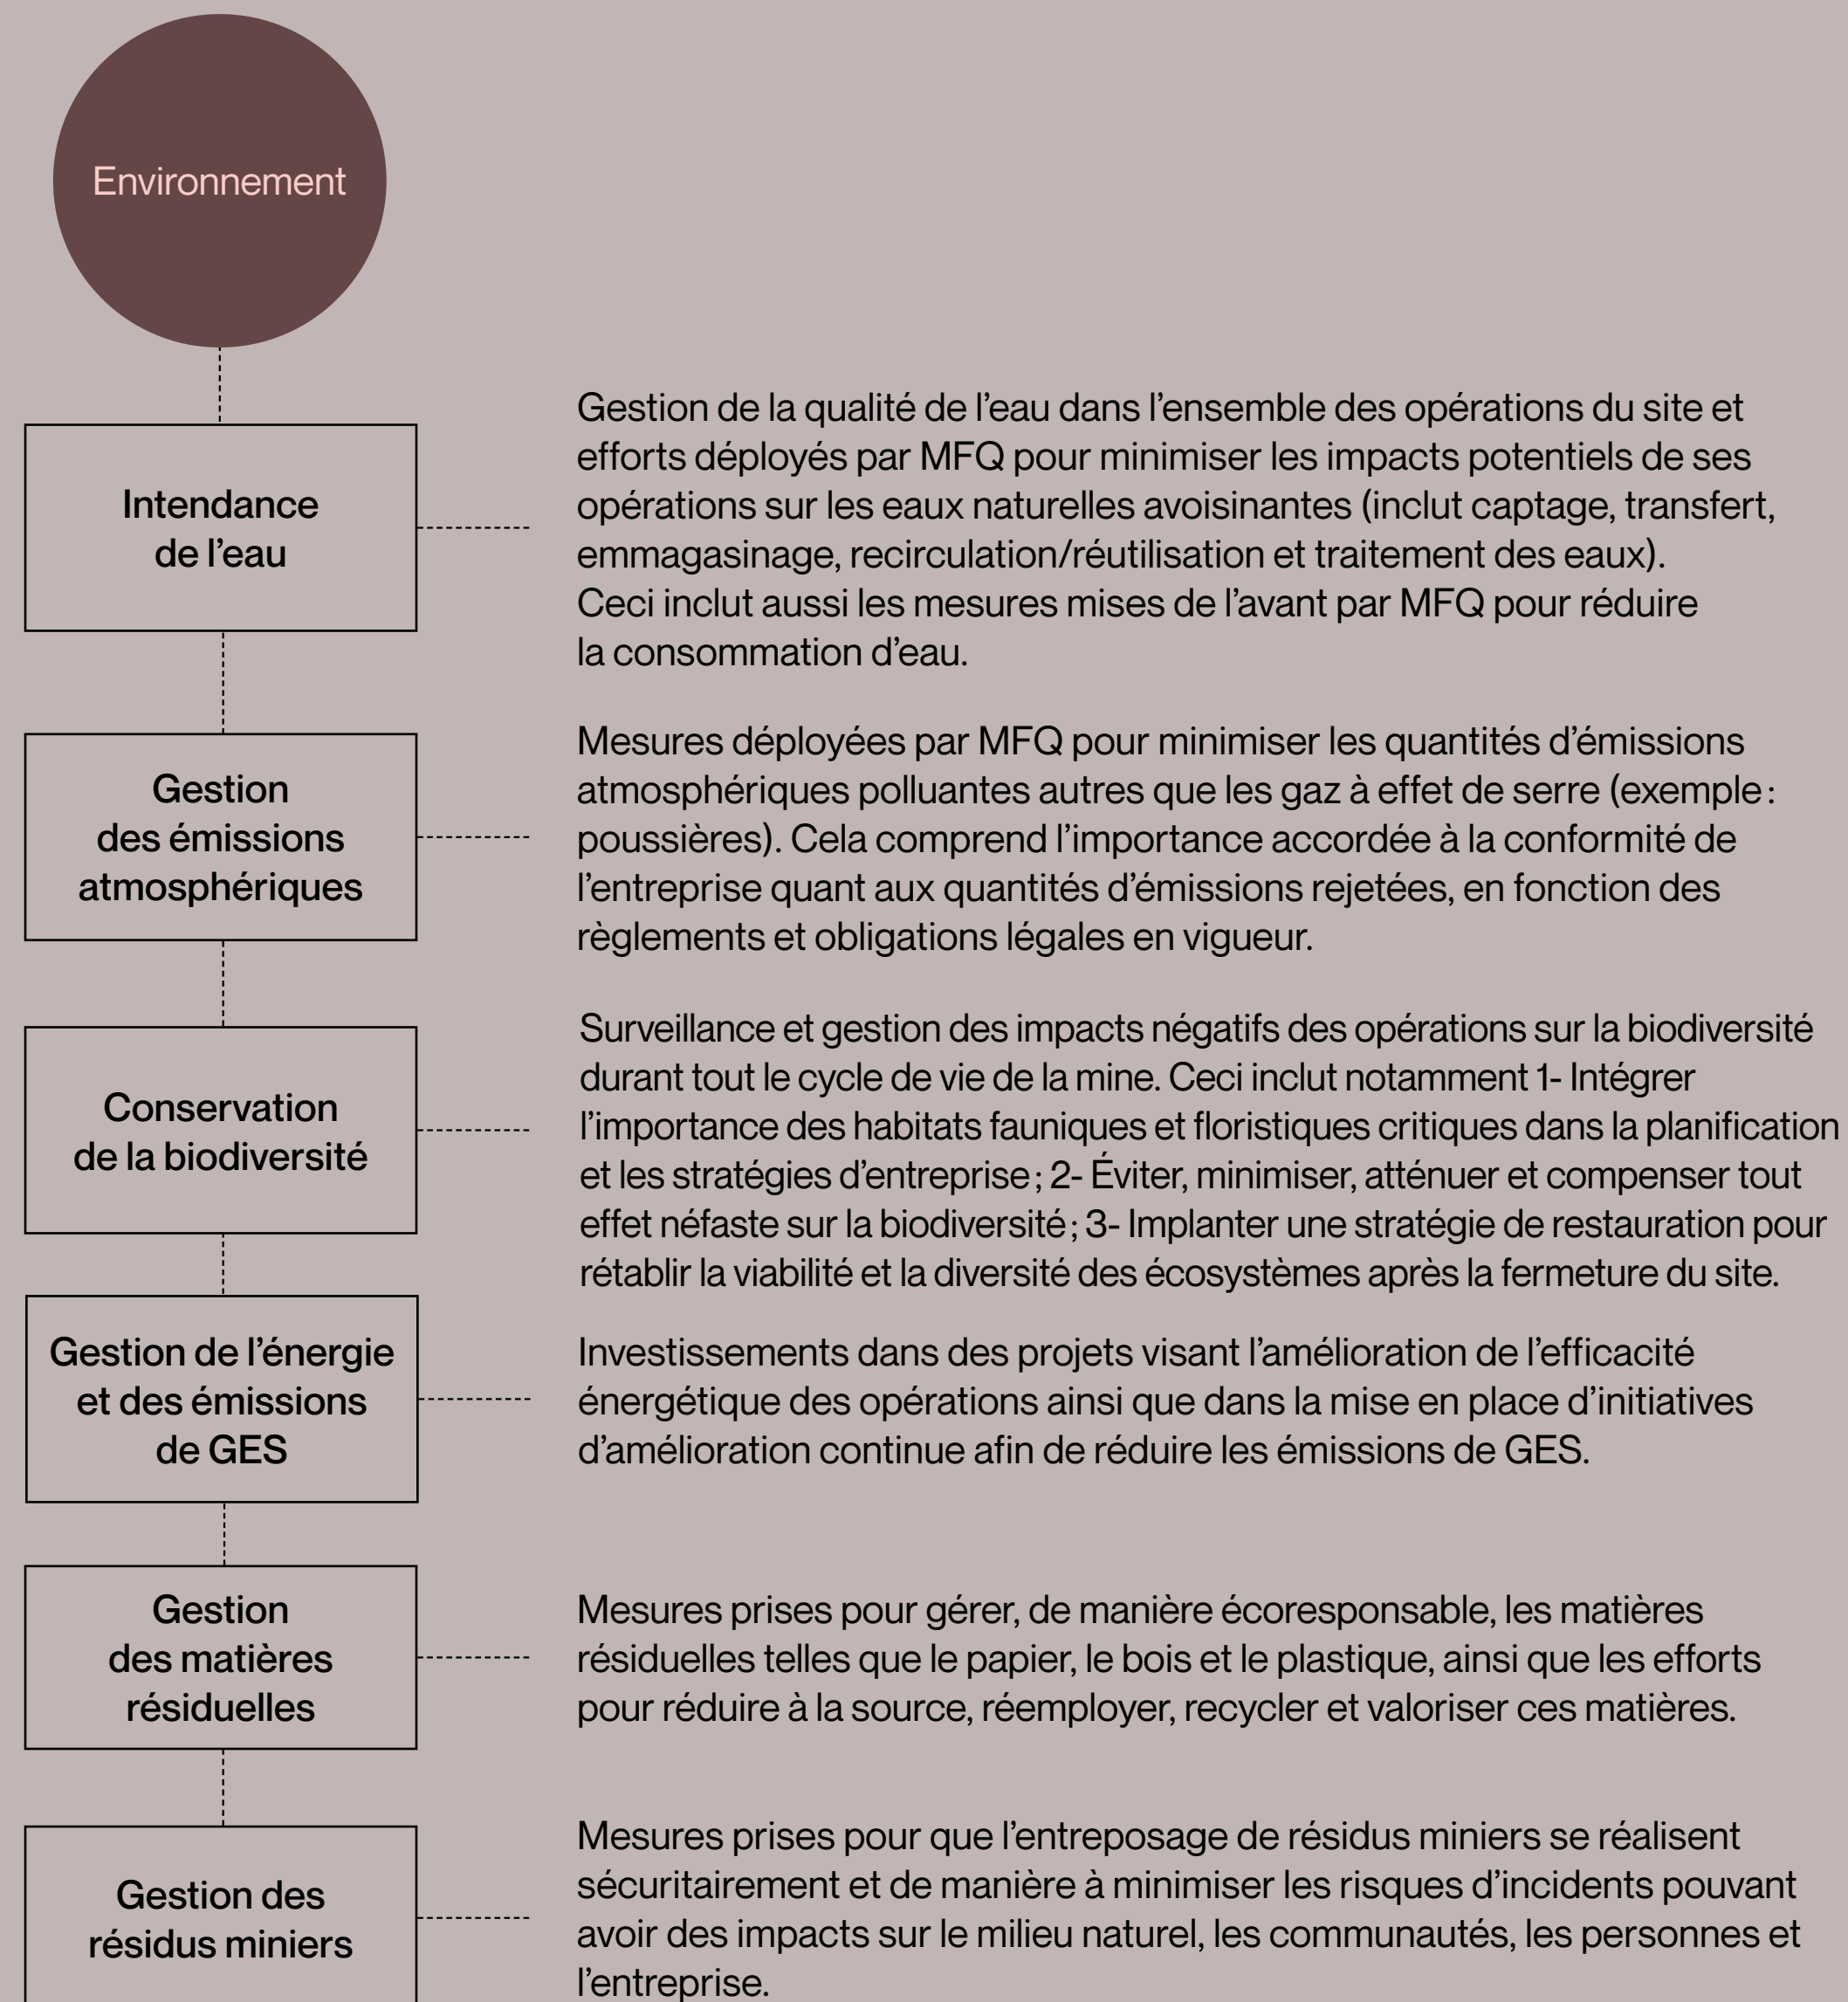 Environnement
Intendance
de l’eau
Gestion de la qualité de l’eau dans l’ensemble des opérations du site et
efforts déployés par MFQ pour minimiser les impacts potentiels de ses
opérations sur les eaux naturelles avoisinantes (inclut captage, transfert,
emmagasinage, recirculation/réutilisation et traitement des eaux).
Ceci inclut aussi les mesures mises de l’avant par MFQ pour réduire
la consommation d’eau.
Gestion
des émissions
atmosphériques
Mesures déployées par MFQ pour minimiser les quantités d’émissions
atmosphériques polluantes autres que les gaz à effet de serre (exemple :
poussières). Cela comprend l’importance accordée à la conformité de
l’entreprise quant aux quantités d’émissions rejetées, en fonction des
règlements et obligations légales en vigueur.
Conservation
de la biodiversité
Surveillance et gestion des impacts négatifs des opérations sur la biodiversité
durant tout le cycle de vie de la mine. Ceci inclut notamment 1- Intégrer
l’importance des habitats fauniques et floristiques critiques dans la planification
et les stratégies d’entreprise ; 2- Éviter, minimiser, atténuer et compenser tout
effet néfaste sur la biodiversité ; 3- Implanter une stratégie de restauration pour
rétablir la viabilité et la diversité des écosystèmes après la fermeture du site.
Gestion de l’énergie
et des émissions
de GES
Investissements dans des projets visant l’amélioration de l’efficacité
énergétique des opérations ainsi que dans la mise en place d’initiatives
d’amélioration continue afin de réduire les émissions de GES.
Gestion
des matières
résiduelles
Mesures prises pour gérer, de manière écoresponsable, les matières
résiduelles telles que le papier, le bois et le plastique, ainsi que les efforts
pour réduire à la source, réemployer, recycler et valoriser ces matières.
Gestion des
résidus miniers
Mesures prises pour que l’entreposage de résidus miniers se réalisent
sécuritairement et de manière à minimiser les risques d’incidents pouvant
avoir des impacts sur le milieu naturel, les communautés, les personnes et
l’entreprise.